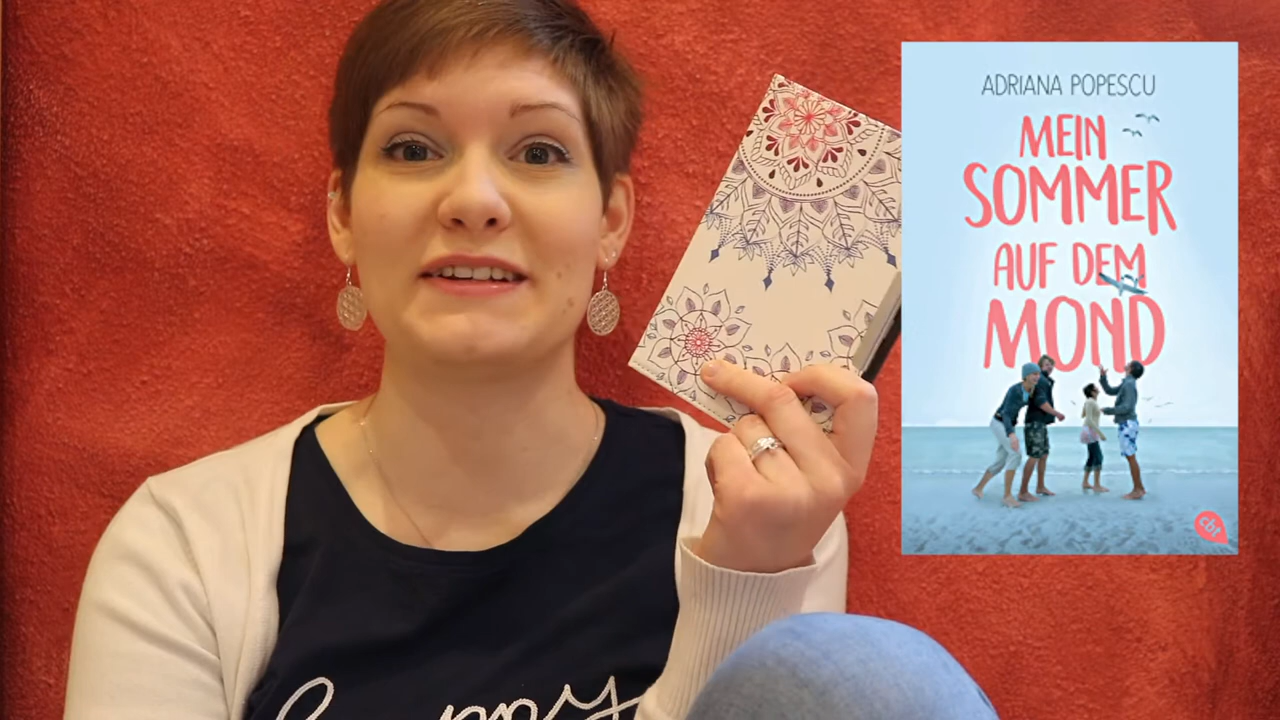 ADRIANA POPESCU
MEIN
SOMMER
AUF DEM
MOND
cbt